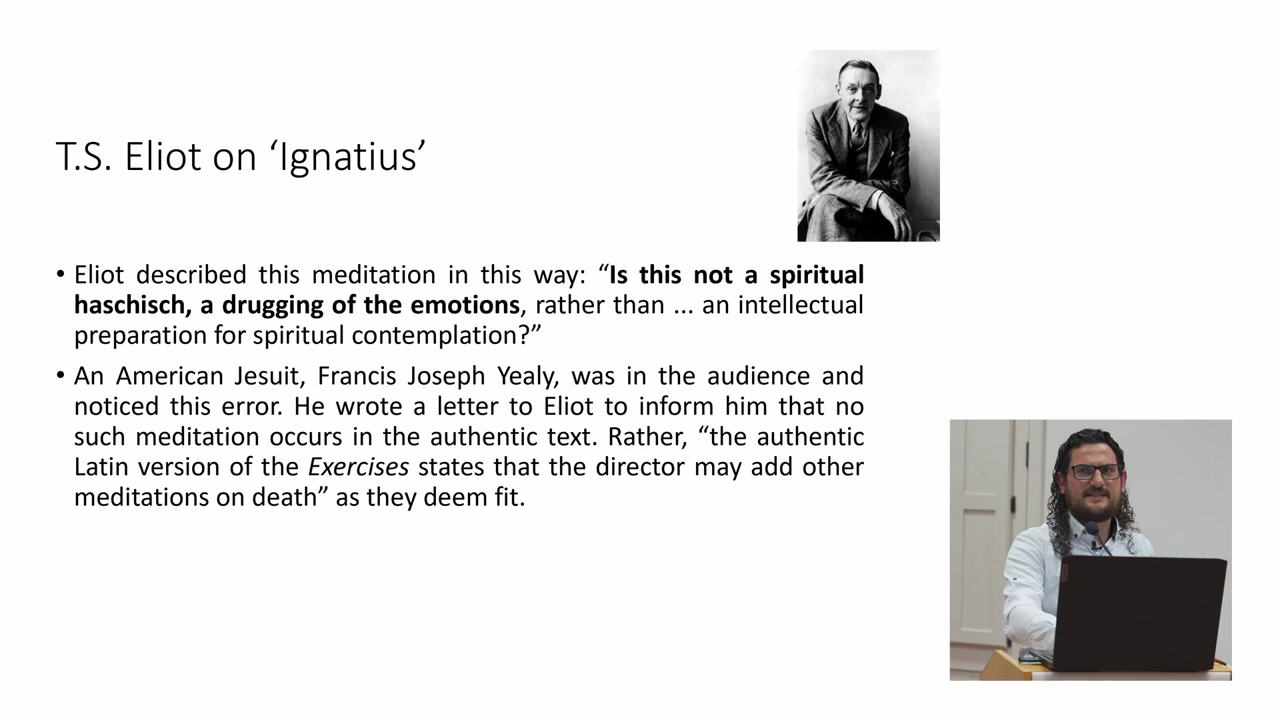 T.S. Eliot on ‘Ignatius’
• Eliot described this meditation in this way: “Is this not a spiritual
haschisch, a drugging of the emotions, rather than ... an intellectual
preparation for spiritual contemplation?”
• An American Jesuit, Francis Joseph Yealy, was in the audience and
noticed this error. He wrote a letter to Eliot to inform him that no
such meditation occurs in the authentic text. Rather, “the authentic
Latin version of the Exercises states that the director may add other
meditations on death” as they deem fit.